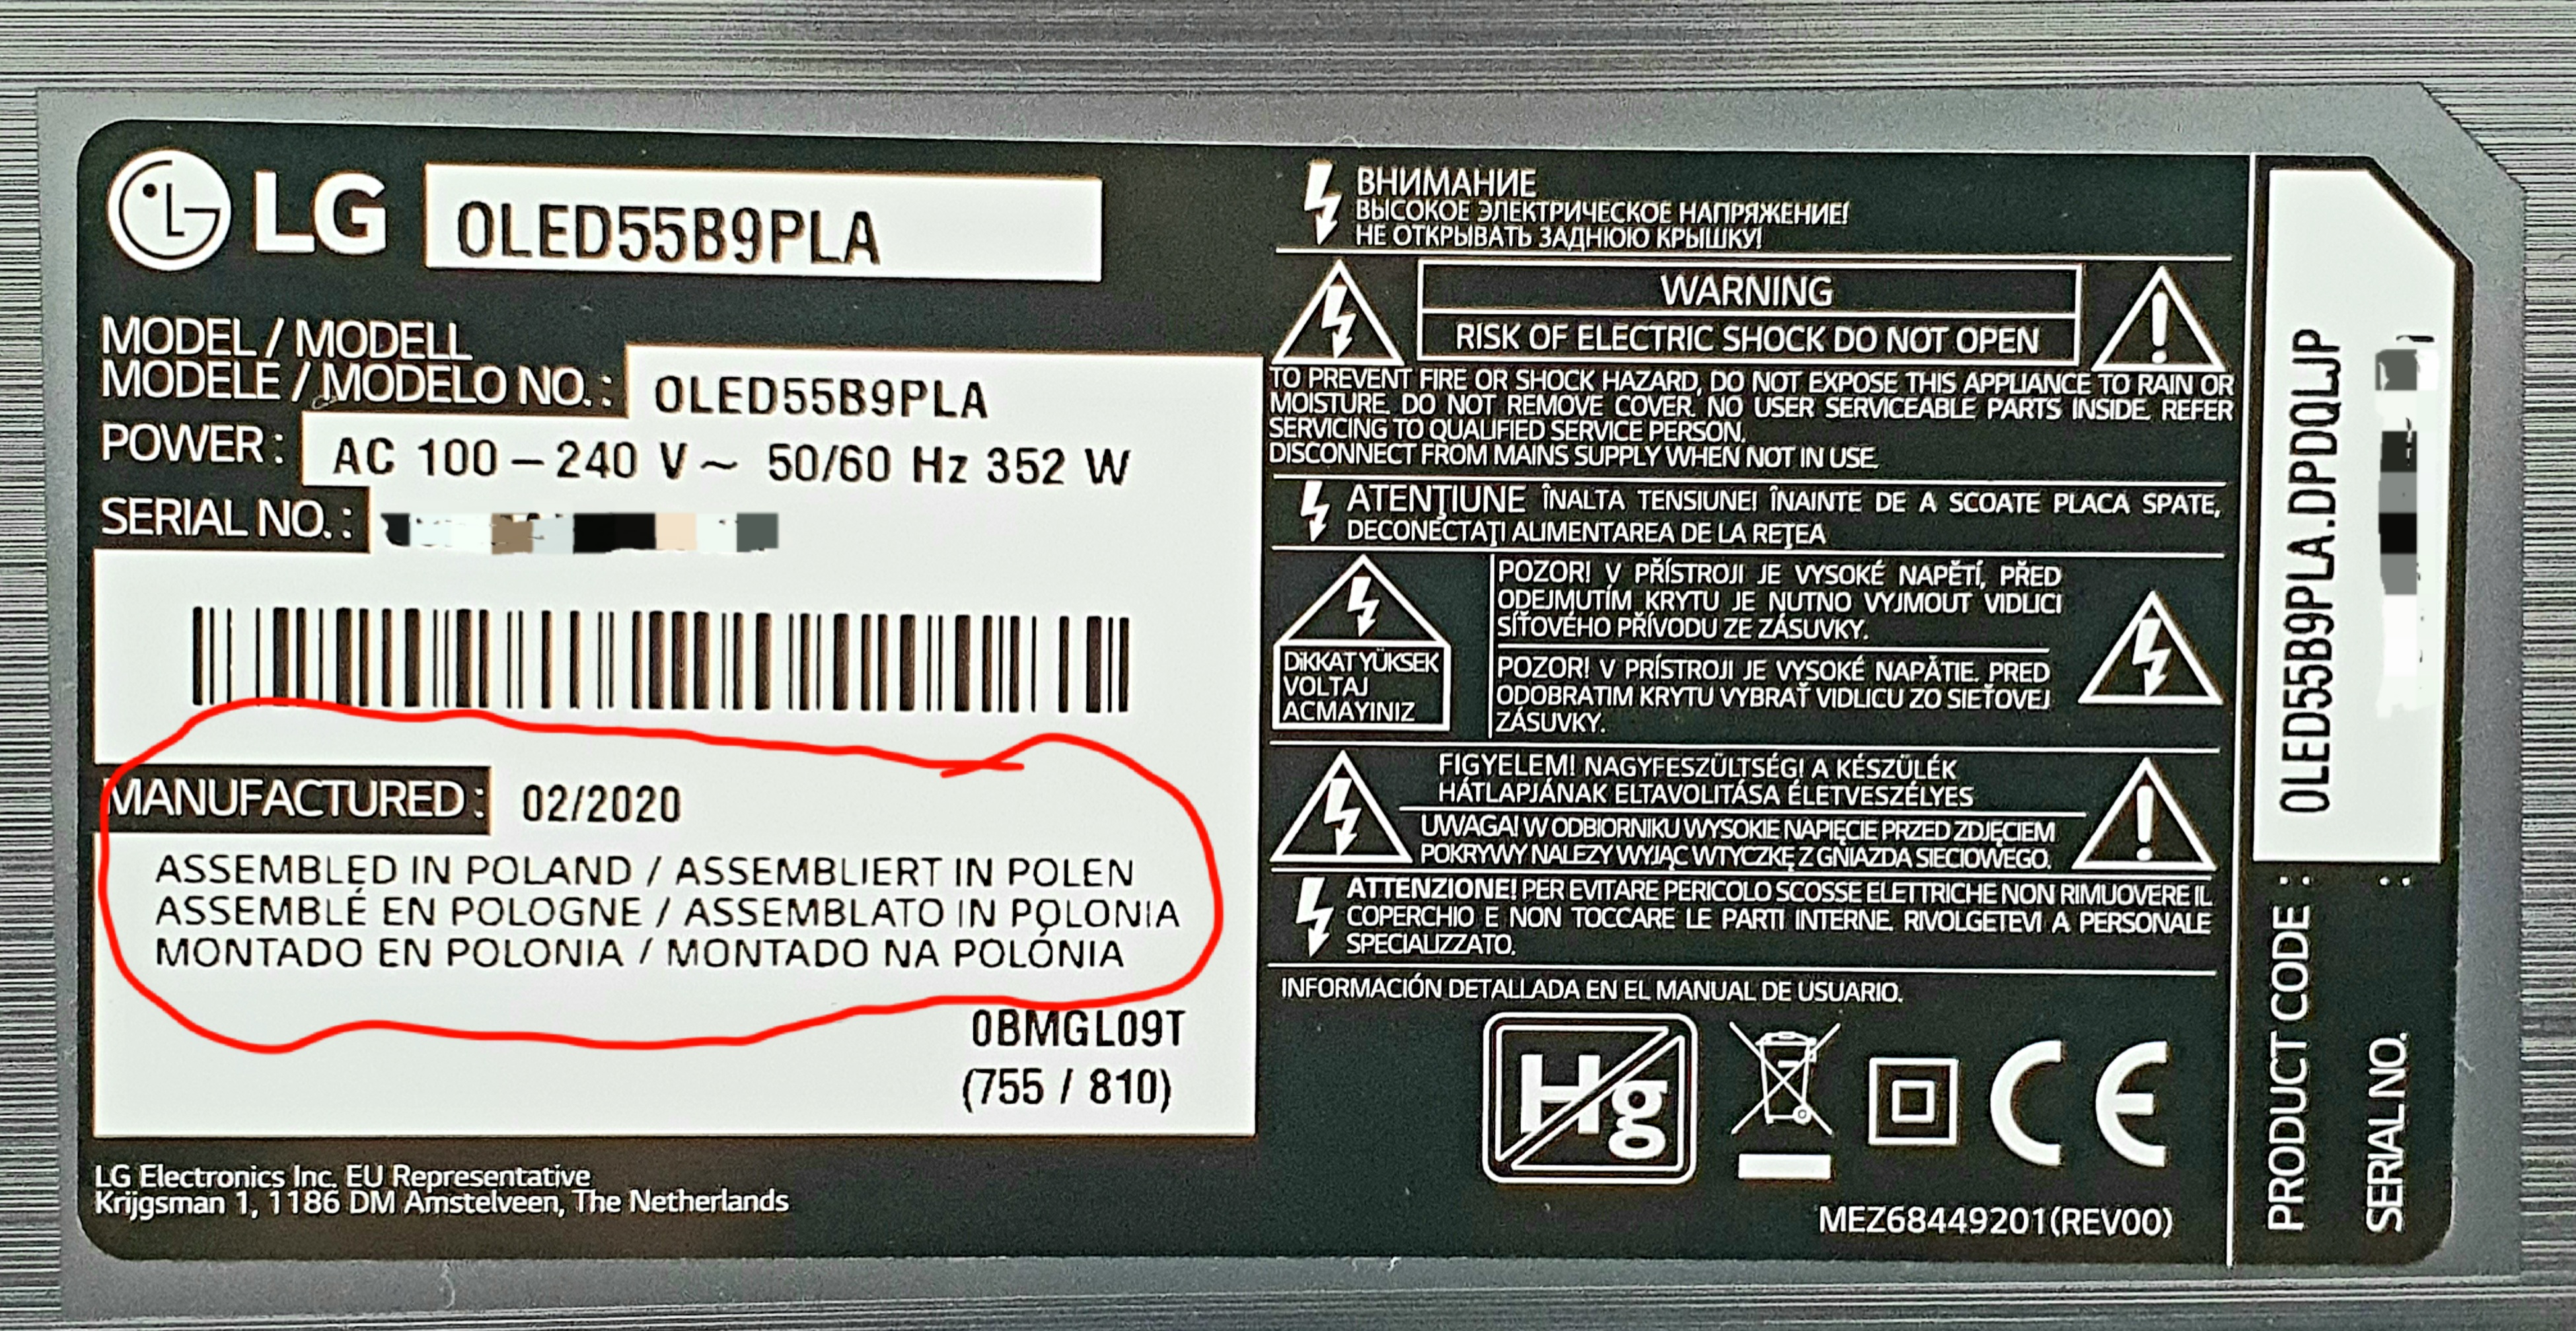 LG OLED55B9PLA
MODEL / MODELL
MODELE / MODELO NO. : OLED55B9PLA
POWER : AC 100 – 240 V ~ 50/60 Hz 352 W
SERIAL NO. :
MANUFACTURED : 02/2020
ASSEMBLED IN POLAND / ASSEMBLIERT IN POLEN
ASSEMBLÉ EN POLOGNE / ASSEMBLATO IN POLONIA
MONTADO EN POLONIA / MONTADO NA POLÓNIA
0BMGL09T
(755 / 810)
LG Electronics Inc. EU Representative
Krijgsman 1, 1186 DM Amstelveen, The Netherlands
ВНИМАНИЕ
ВЫСОКОЕ ЭЛЕКТРИЧЕСКОЕ НАПРЯЖЕНИЕ!
НЕ ОТКРЫВАТЬ ЗАДНЮЮ КРЫШКУ!
WARNING
RISK OF ELECTRIC SHOCK DO NOT OPEN
TO PREVENT FIRE OR SHOCK HAZARD, DO NOT EXPOSE THIS APPLIANCE TO RAIN OR
MOISTURE. DO NOT REMOVE COVER. NO USER SERVICEABLE PARTS INSIDE. REFER
SERVICING TO QUALIFIED SERVICE PERSON.
DISCONNECT FROM MAINS SUPPLY WHEN NOT IN USE.
ATENŢIUNE ÎNALTA TENSIUNE! ÎNAINTE DE A SCOATE PLACA SPATE,
DECONECTAŢI ALIMENTAREA DE LA REŢEA
DiKKAT YÜKSEK
VOLTAJ
ACMAYINIZ
POZOR! V PŘÍSTROJI JE VYSOKÉ NAPĚTÍ, PŘED
ODEJMUTÍM KRYTU JE NUTNO VYJMOUT VIDLICI
SÍŤOVÉHO PŘÍVODU ZE ZÁSUVKY.
POZOR! V PRÍSTROJI JE VYSOKÉ NAPÄTIE. PRED
ODOBRATIM KRYTU VYBRAŤ VIDLICU ZO SIEŤOVEJ
ZÁSUVKY.
FIGYELEM! NAGYFESZÜLTSÉG! A KÉSZÜLÉK
HÁTLAPJÁNAK ELTAVOLITÁSA ÉLETVESZÉLYES
UWAGA! W ODBIORNIKU WYSOKIE NAPIĘCIE PRZED ZDJĘCIEM
POKRYWY NALEZY WYJĄC WTYCZKĘ Z GNIAZDA SIECIOWEGO.
ATTENZIONE! PER EVITARE PERICOLO SCOSSE ELETTRICHE NON RIMUOVERE IL
COPERCHIO E NON TOCCARE LE PARTI INTERNE. RIVOLGETEVI A PERSONALE
SPECIALIZZATO.
INFORMACIÓN DETALLADA EN EL MANUAL DE USUARIO.
Hg
CE
MEZ68449201(REV00)
PRODUCT CODE : OLED55B9PLA.DPDQLJP
SERIAL NO. :